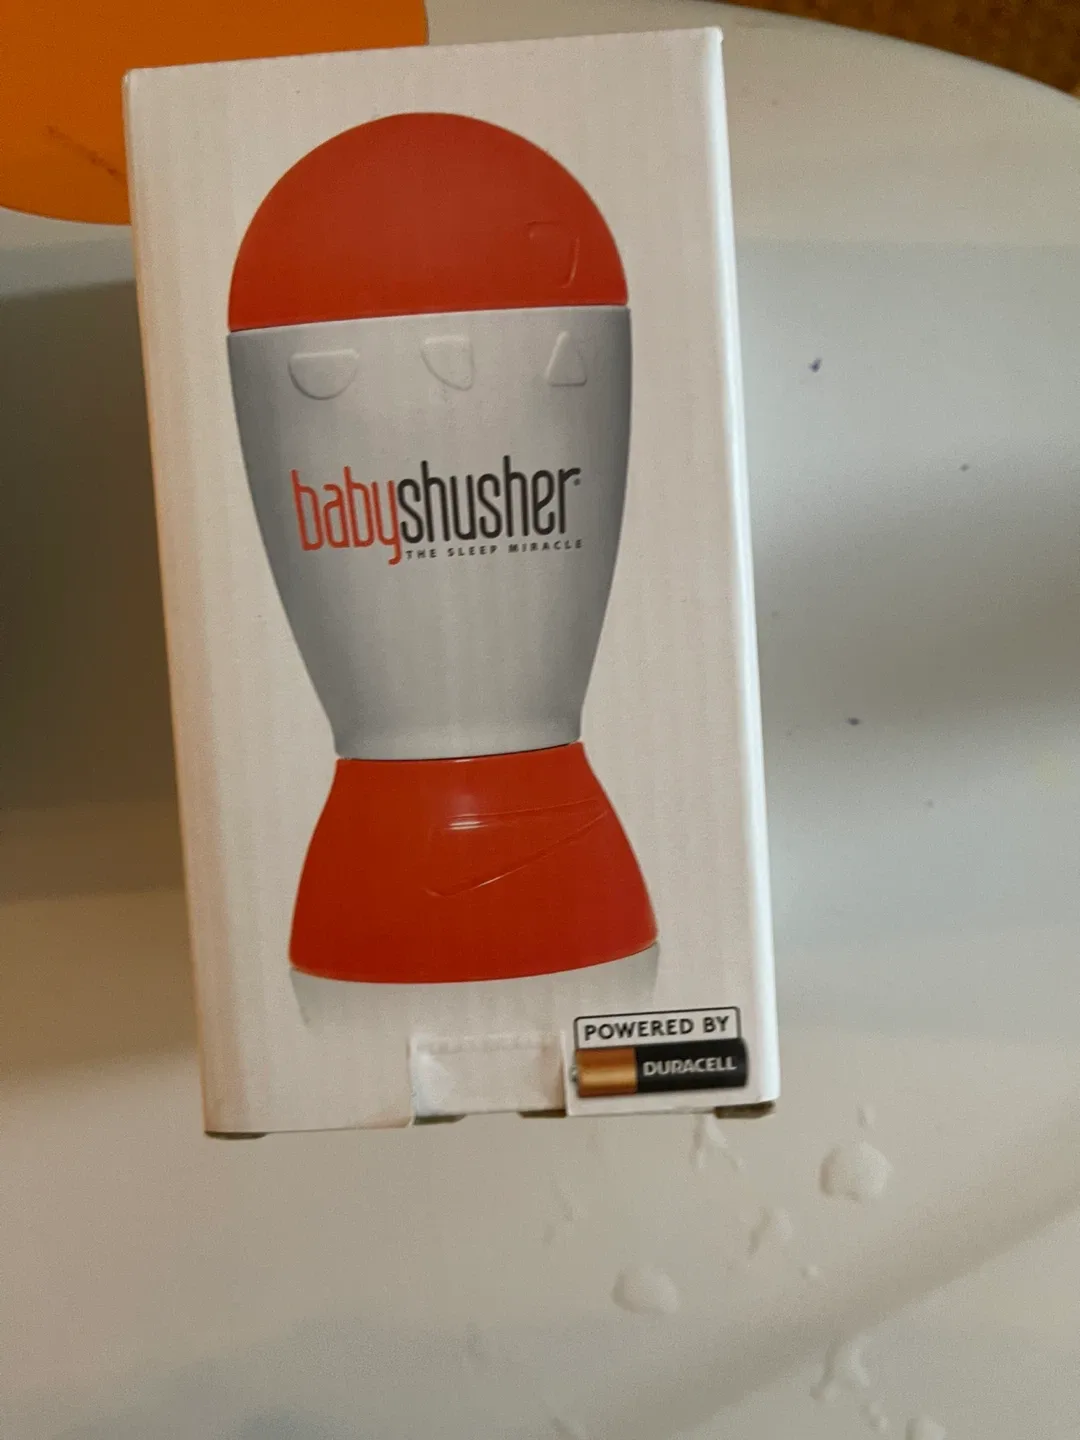 babyshusher
THE SLEEP MIRACLE
POWERED BY
DURACELL